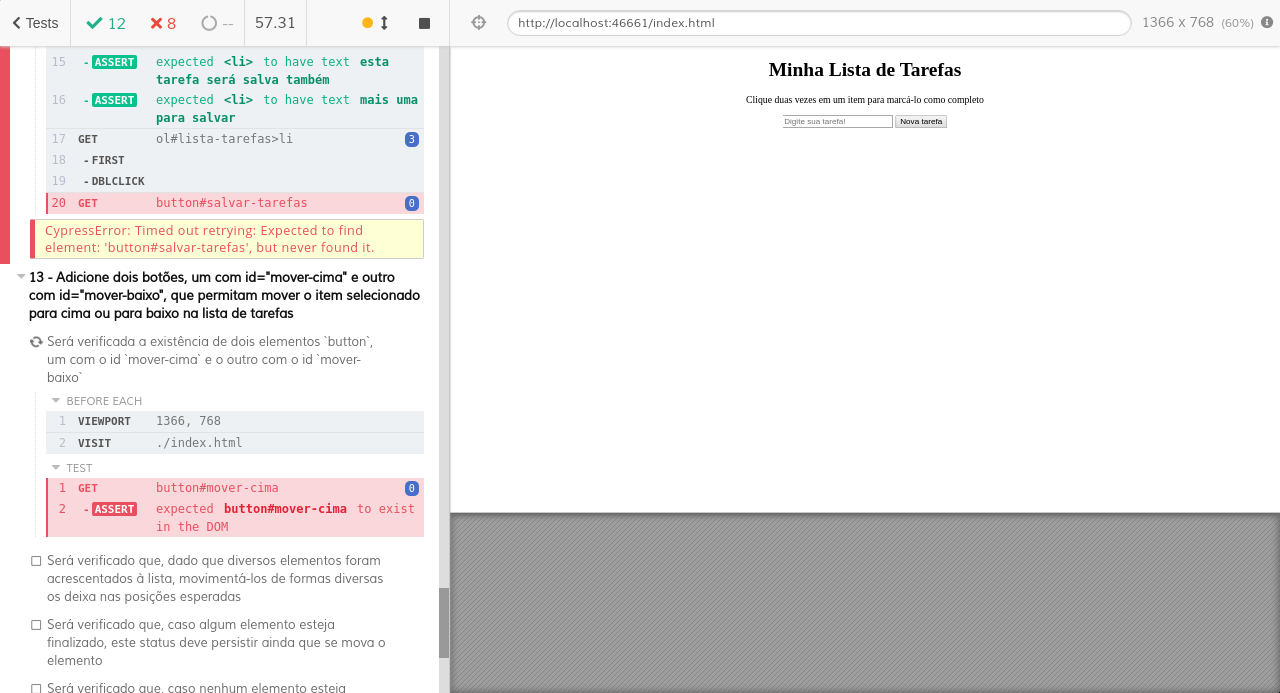 Tests 12 8 -- 57.31 http://localhost:46661/index.html 1366 x 768 (60%)
15 - ASSERT expected <li> to have text esta
tarefa será salva também
16 - ASSERT expected <li> to have text mais uma
para salvar
17 GET ol#lista-tarefas>li 3
18 - FIRST
19 - DBLCLICK
20 GET button#salvar-tarefas 0
CypressError: Timed out retrying: Expected to find
element: 'button#salvar-tarefas', but never found it.
13 - Adicione dois botões, um com id="mover-cima" e outro
com id="mover-baixo", que permitam mover o item selecionado
para cima ou para baixo na lista de tarefas
Será verificada a existência de dois elementos `button`,
um com o id `mover-cima` e o outro com o id `mover-
baixo`
BEFORE EACH
1 VIEWPORT 1366, 768
2 VISIT ./index.html
TEST
1 GET button#mover-cima 0
2 - ASSERT expected button#mover-cima to exist
in the DOM
Será verificado que, dado que diversos elementos foram
acrescentados à lista, movimentá-los de formas diversas
os deixa nas posições esperadas
Será verificado que, caso algum elemento esteja
finalizado, este status deve persistir ainda que se mova o
elemento
Será verificado que, caso nenhum elemento esteja
Minha Lista de Tarefas
Clique duas vezes em um item para marcá-lo como completo
Digite sua tarefa! Nova tarefa